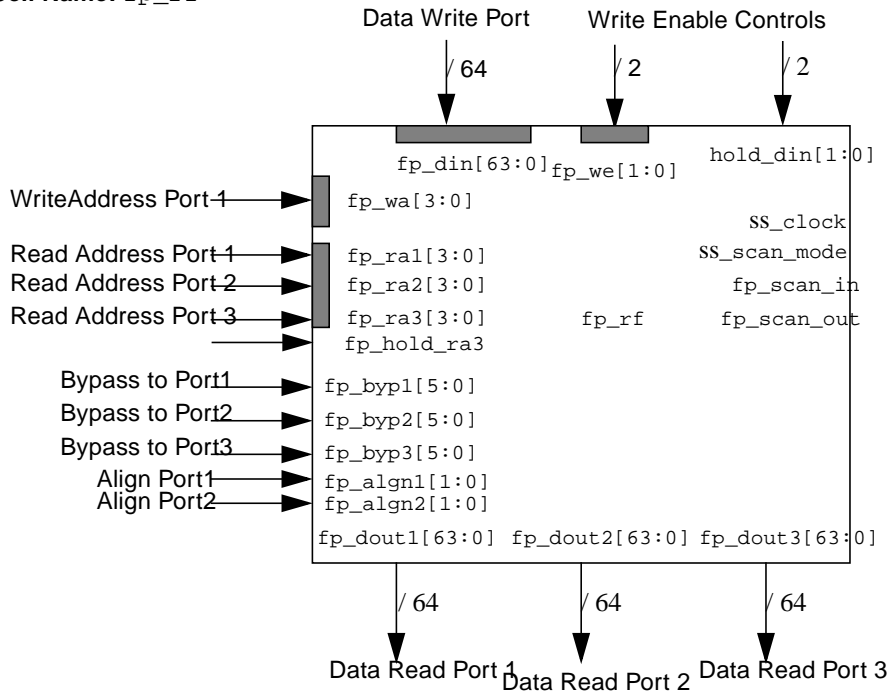 Data Write Port Write Enable Controls
/ 64 / 2 / 2
fp_din[63:0] fp_we[1:0] hold_din[1:0]
WriteAddress Port 1 fp_wa[3:0]
ss_clock
Read Address Port 1 fp_ra1[3:0] ss_scan_mode
Read Address Port 2 fp_ra2[3:0] fp_scan_in
Read Address Port 3 fp_ra3[3:0] fp_rf fp_scan_out
fp_hold_ra3
Bypass to Port1 fp_byp1[5:0]
Bypass to Port2 fp_byp2[5:0]
Bypass to Port3 fp_byp3[5:0]
Align Port1 fp_algn1[1:0]
Align Port2 fp_algn2[1:0]
fp_dout1[63:0] fp_dout2[63:0] fp_dout3[63:0]
/ 64 / 64 / 64
Data Read Port 1 Data Read Port 2 Data Read Port 3